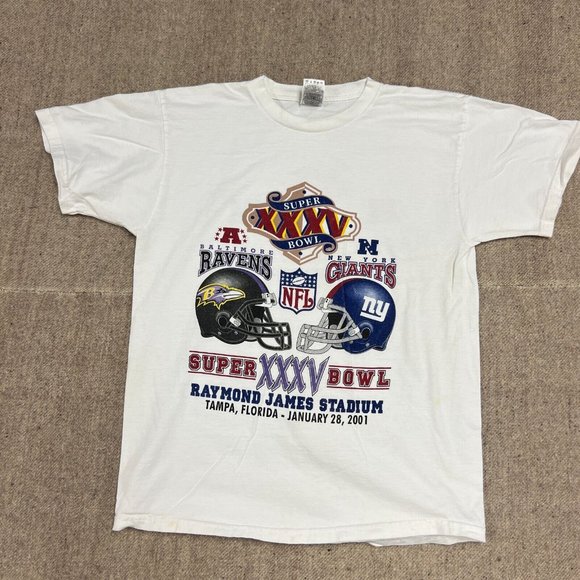 SUPER
XXXV
BOWL
A
N
BALTIMORE
RAVENS
NEW YORK
GIANTS
B
NFL
ny
SUPER XXXV BOWL
RAYMOND JAMES STADIUM
TAMPA, FLORIDA - JANUARY 28, 2001